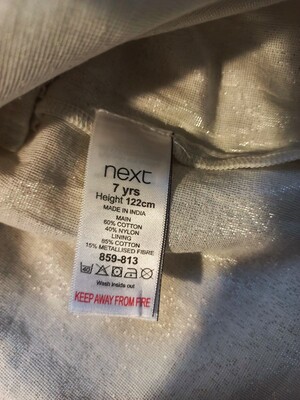 next
7 yrs
Height 122cm
MADE IN INDIA
MAIN
60% COTTON
40% NYLON
LINING
85% COTTON
15% METALLISED FIBRE
859-813
Wash inside out
KEEP AWAY FROM FIRE